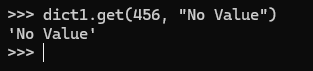 >>> dict1.get(456, "No Value")
'No Value'
>>>